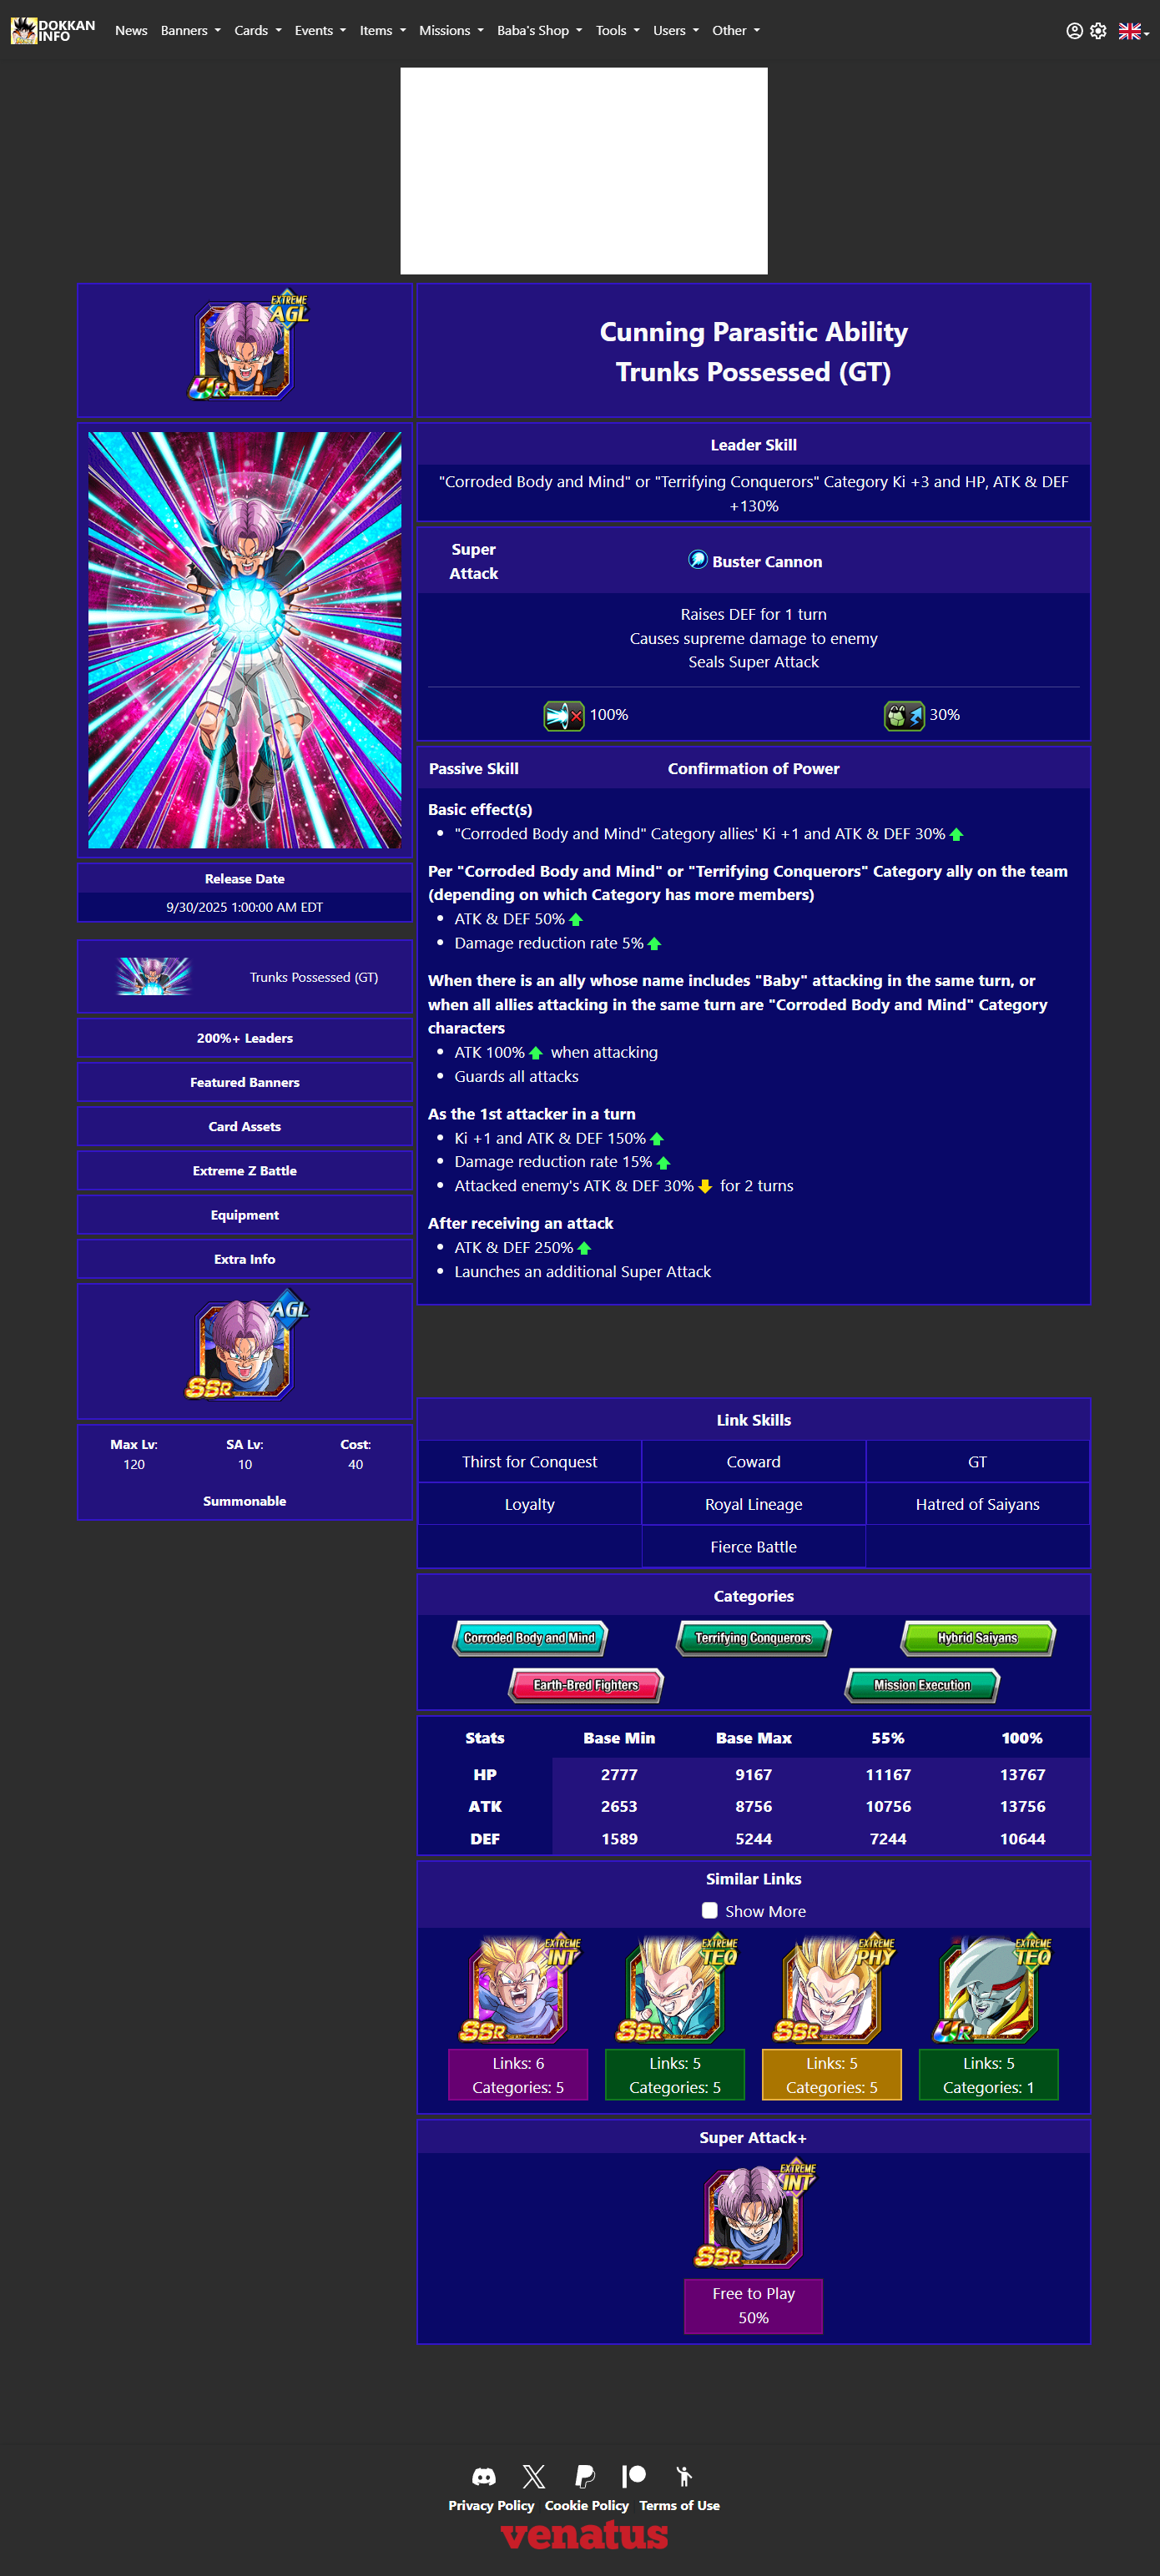 DOKKAN
INFO
News Banners Cards Events Items Missions Baba's Shop Tools Users Other
EXTREME
AGL
UR
Cunning Parasitic Ability
Trunks Possessed (GT)
Leader Skill
"Corroded Body and Mind" or "Terrifying Conquerors" Category Ki +3 and HP, ATK & DEF
+130%
Super
Attack
Buster Cannon
Raises DEF for 1 turn
Causes supreme damage to enemy
Seals Super Attack
100% 30%
Passive Skill Confirmation of Power
Basic effect(s)
"Corroded Body and Mind" Category allies' Ki +1 and ATK & DEF 30%
Per "Corroded Body and Mind" or "Terrifying Conquerors" Category ally on the team
(depending on which Category has more members)
ATK & DEF 50%
Damage reduction rate 5%
When there is an ally whose name includes "Baby" attacking in the same turn, or
when all allies attacking in the same turn are "Corroded Body and Mind" Category
characters
ATK 100% when attacking
Guards all attacks
As the 1st attacker in a turn
Ki +1 and ATK & DEF 150%
Damage reduction rate 15%
Attacked enemy's ATK & DEF 30% for 2 turns
After receiving an attack
ATK & DEF 250%
Launches an additional Super Attack
Release Date
9/30/2025 1:00:00 AM EDT
Trunks Possessed (GT)
200%+ Leaders
Featured Banners
Card Assets
Extreme Z Battle
Equipment
Extra Info
AGL
SSR
Max Lv: SA Lv: Cost:
120 10 40
Summonable
Link Skills
Thirst for Conquest Coward GT
Loyalty Royal Lineage Hatred of Saiyans
Fierce Battle
Categories
Corroded Body and Mind Terrifying Conquerors Hybrid Saiyans
Earth-Bred Fighters Mission Execution
Stats Base Min Base Max 55% 100%
HP 2777 9167 11167 13767
ATK 2653 8756 10756 13756
DEF 1589 5244 7244 10644
Similar Links
Show More
EXTREME INT EXTREME TEQ EXTREME PHY EXTREME TEQ
SSR SSR SSR UR
Links: 6 Links: 5 Links: 5 Links: 5
Categories: 5 Categories: 5 Categories: 5 Categories: 1
Super Attack+
EXTREME
INT
SSR
Free to Play
50%
Privacy Policy Cookie Policy Terms of Use
venatus